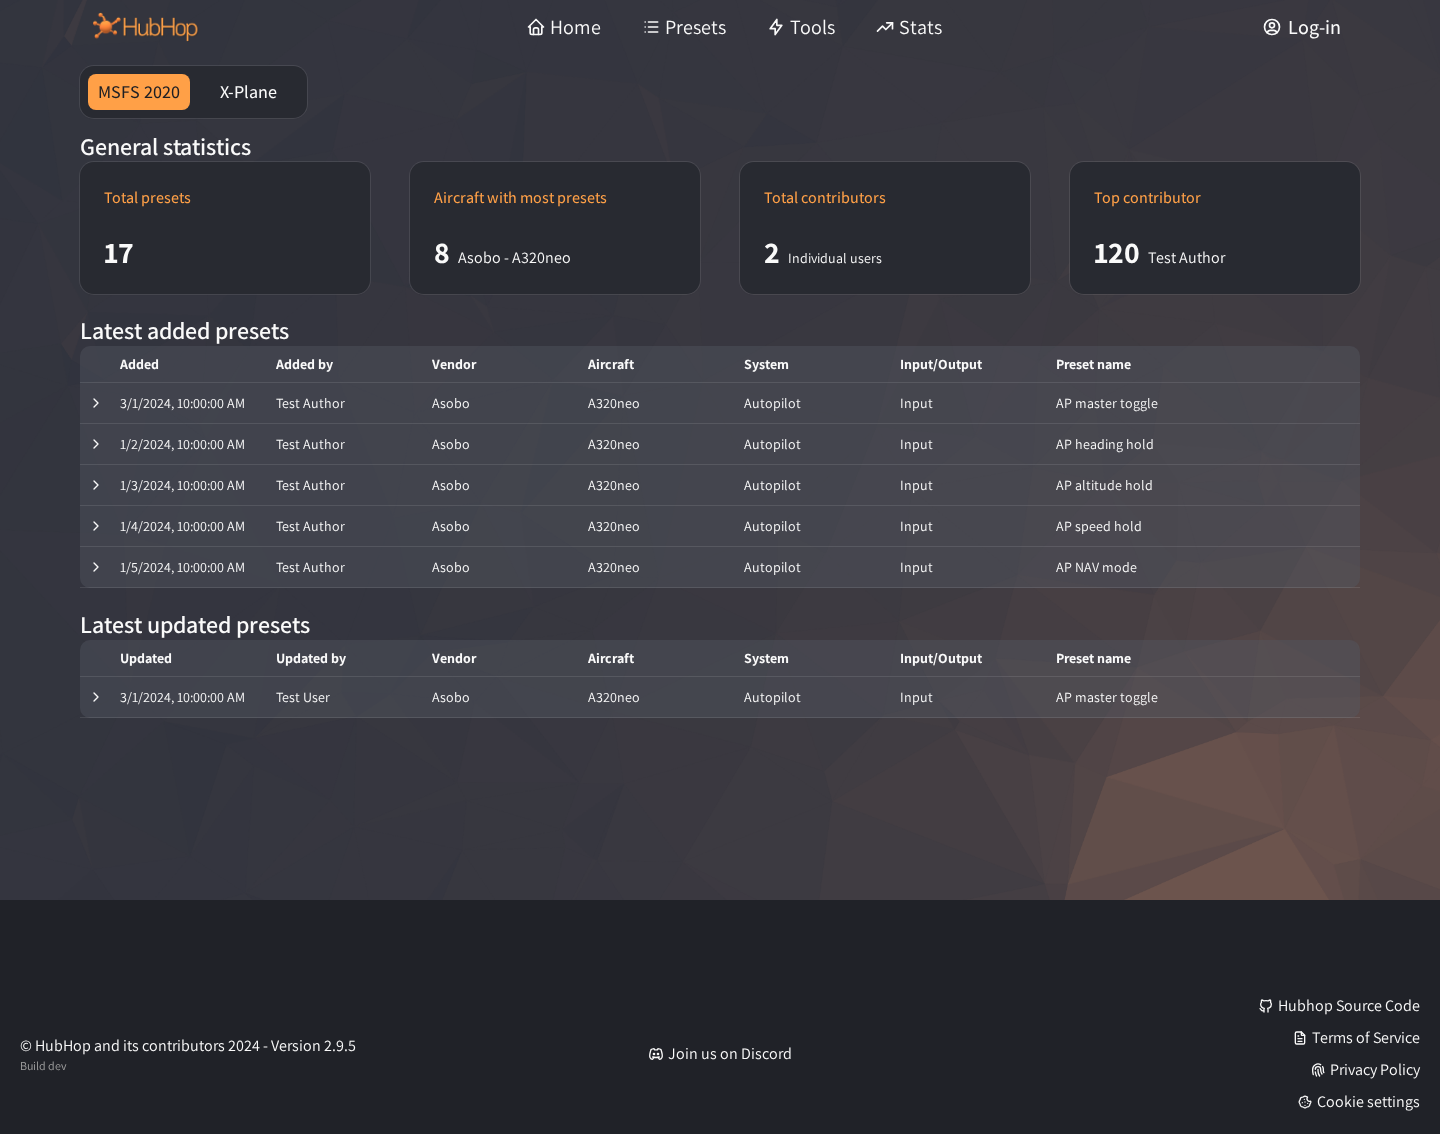 HubHop
Home
Presets
Tools
Stats
Log-in
MSFS 2020
X-Plane
General statistics
Total presets
17
Aircraft with most presets
8 Asobo - A320neo
Total contributors
2 Individual users
Top contributor
120 Test Author
Latest added presets
Added Added by Vendor Aircraft System Input/Output Preset name
3/1/2024, 10:00:00 AM Test Author Asobo A320neo Autopilot Input AP master toggle
1/2/2024, 10:00:00 AM Test Author Asobo A320neo Autopilot Input AP heading hold
1/3/2024, 10:00:00 AM Test Author Asobo A320neo Autopilot Input AP altitude hold
1/4/2024, 10:00:00 AM Test Author Asobo A320neo Autopilot Input AP speed hold
1/5/2024, 10:00:00 AM Test Author Asobo A320neo Autopilot Input AP NAV mode
Latest updated presets
Updated Updated by Vendor Aircraft System Input/Output Preset name
3/1/2024, 10:00:00 AM Test User Asobo A320neo Autopilot Input AP master toggle
© HubHop and its contributors 2024 - Version 2.9.5
Build dev
Join us on Discord
Hubhop Source Code
Terms of Service
Privacy Policy
Cookie settings